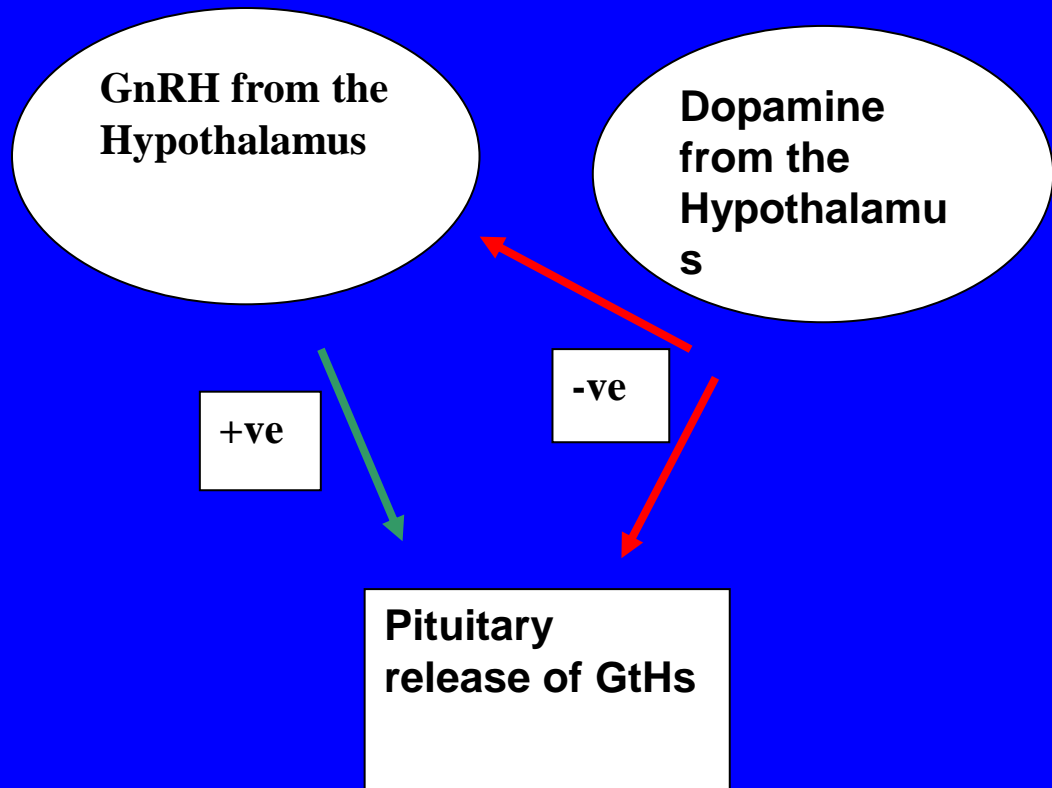 GnRH from the
Hypothalamus
Dopamine
from the
Hypothalamu
s
+ve
-ve
Pituitary
release of GtHs